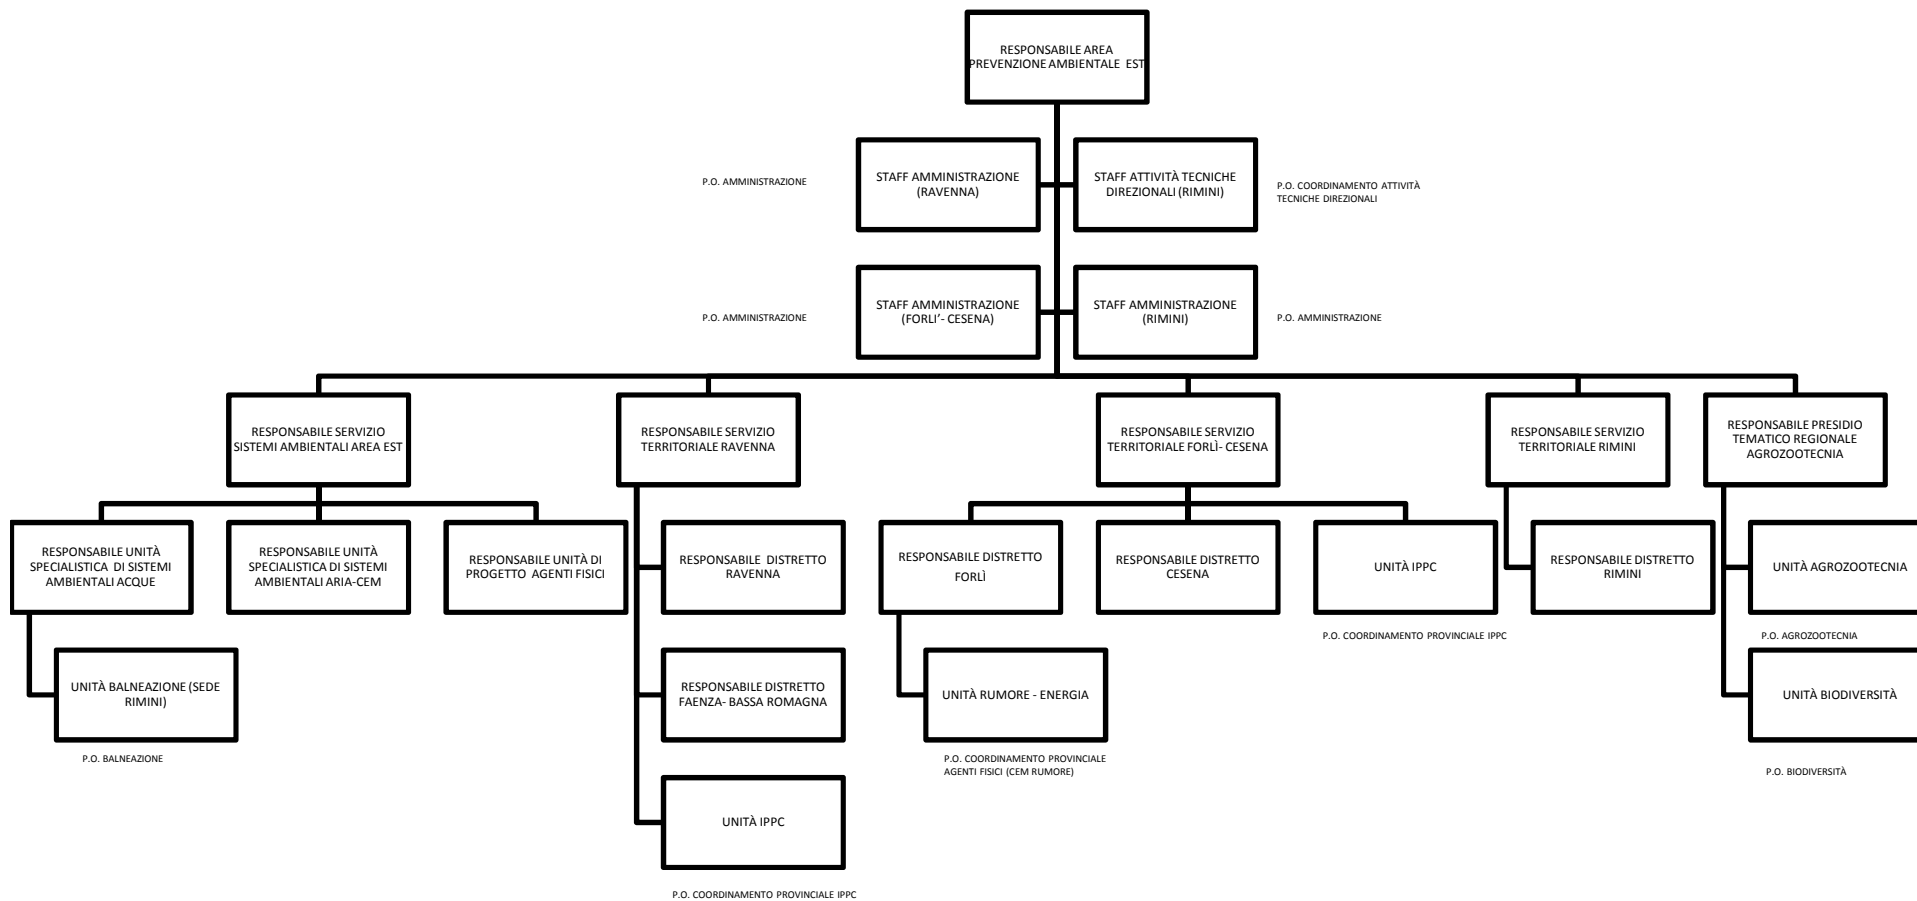 RESPONSABILE AREA
PREVENZIONE AMBIENTALE EST
P.O. AMMINISTRAZIONE
STAFF AMMINISTRAZIONE
(RAVENNA)
STAFF ATTIVITÀ TECNICHE
DIREZIONALI (RIMINI)
P.O. COORDINAMENTO ATTIVITÀ
TECNICHE DIREZIONALI
P.O. AMMINISTRAZIONE
STAFF AMMINISTRAZIONE
(FORLI'- CESENA)
STAFF AMMINISTRAZIONE
(RIMINI)
P.O. AMMINISTRAZIONE
RESPONSABILE SERVIZIO
SISTEMI AMBIENTALI AREA EST
RESPONSABILE SERVIZIO
TERRITORIALE RAVENNA
RESPONSABILE SERVIZIO
TERRITORIALE FORLÌ- CESENA
RESPONSABILE SERVIZIO
TERRITORIALE RIMINI
RESPONSABILE PRESIDIO
TEMATICO REGIONALE
AGROZOOTECNIA
RESPONSABILE UNITÀ
SPECIALISTICA DI SISTEMI
AMBIENTALI ACQUE
RESPONSABILE UNITÀ
SPECIALISTICA DI SISTEMI
AMBIENTALI ARIA-CEM
RESPONSABILE UNITÀ DI
PROGETTO AGENTI FISICI
RESPONSABILE DISTRETTO
RAVENNA
RESPONSABILE DISTRETTO
FORLÌ
RESPONSABILE DISTRETTO
CESENA
UNITÀ IPPC
P.O. COORDINAMENTO PROVINCIALE IPPC
RESPONSABILE DISTRETTO
RIMINI
UNITÀ AGROZOOTECNIA
P.O. AGROZOOTECNIA
UNITÀ BALNEAZIONE (SEDE
RIMINI)
P.O. BALNEAZIONE
RESPONSABILE DISTRETTO
FAENZA- BASSA ROMAGNA
UNITÀ RUMORE - ENERGIA
P.O. COORDINAMENTO PROVINCIALE
AGENTI FISICI (CEM RUMORE)
UNITÀ BIODIVERSITÀ
P.O. BIODIVERSITÀ
UNITÀ IPPC
P.O. COORDINAMENTO PROVINCIALE IPPC